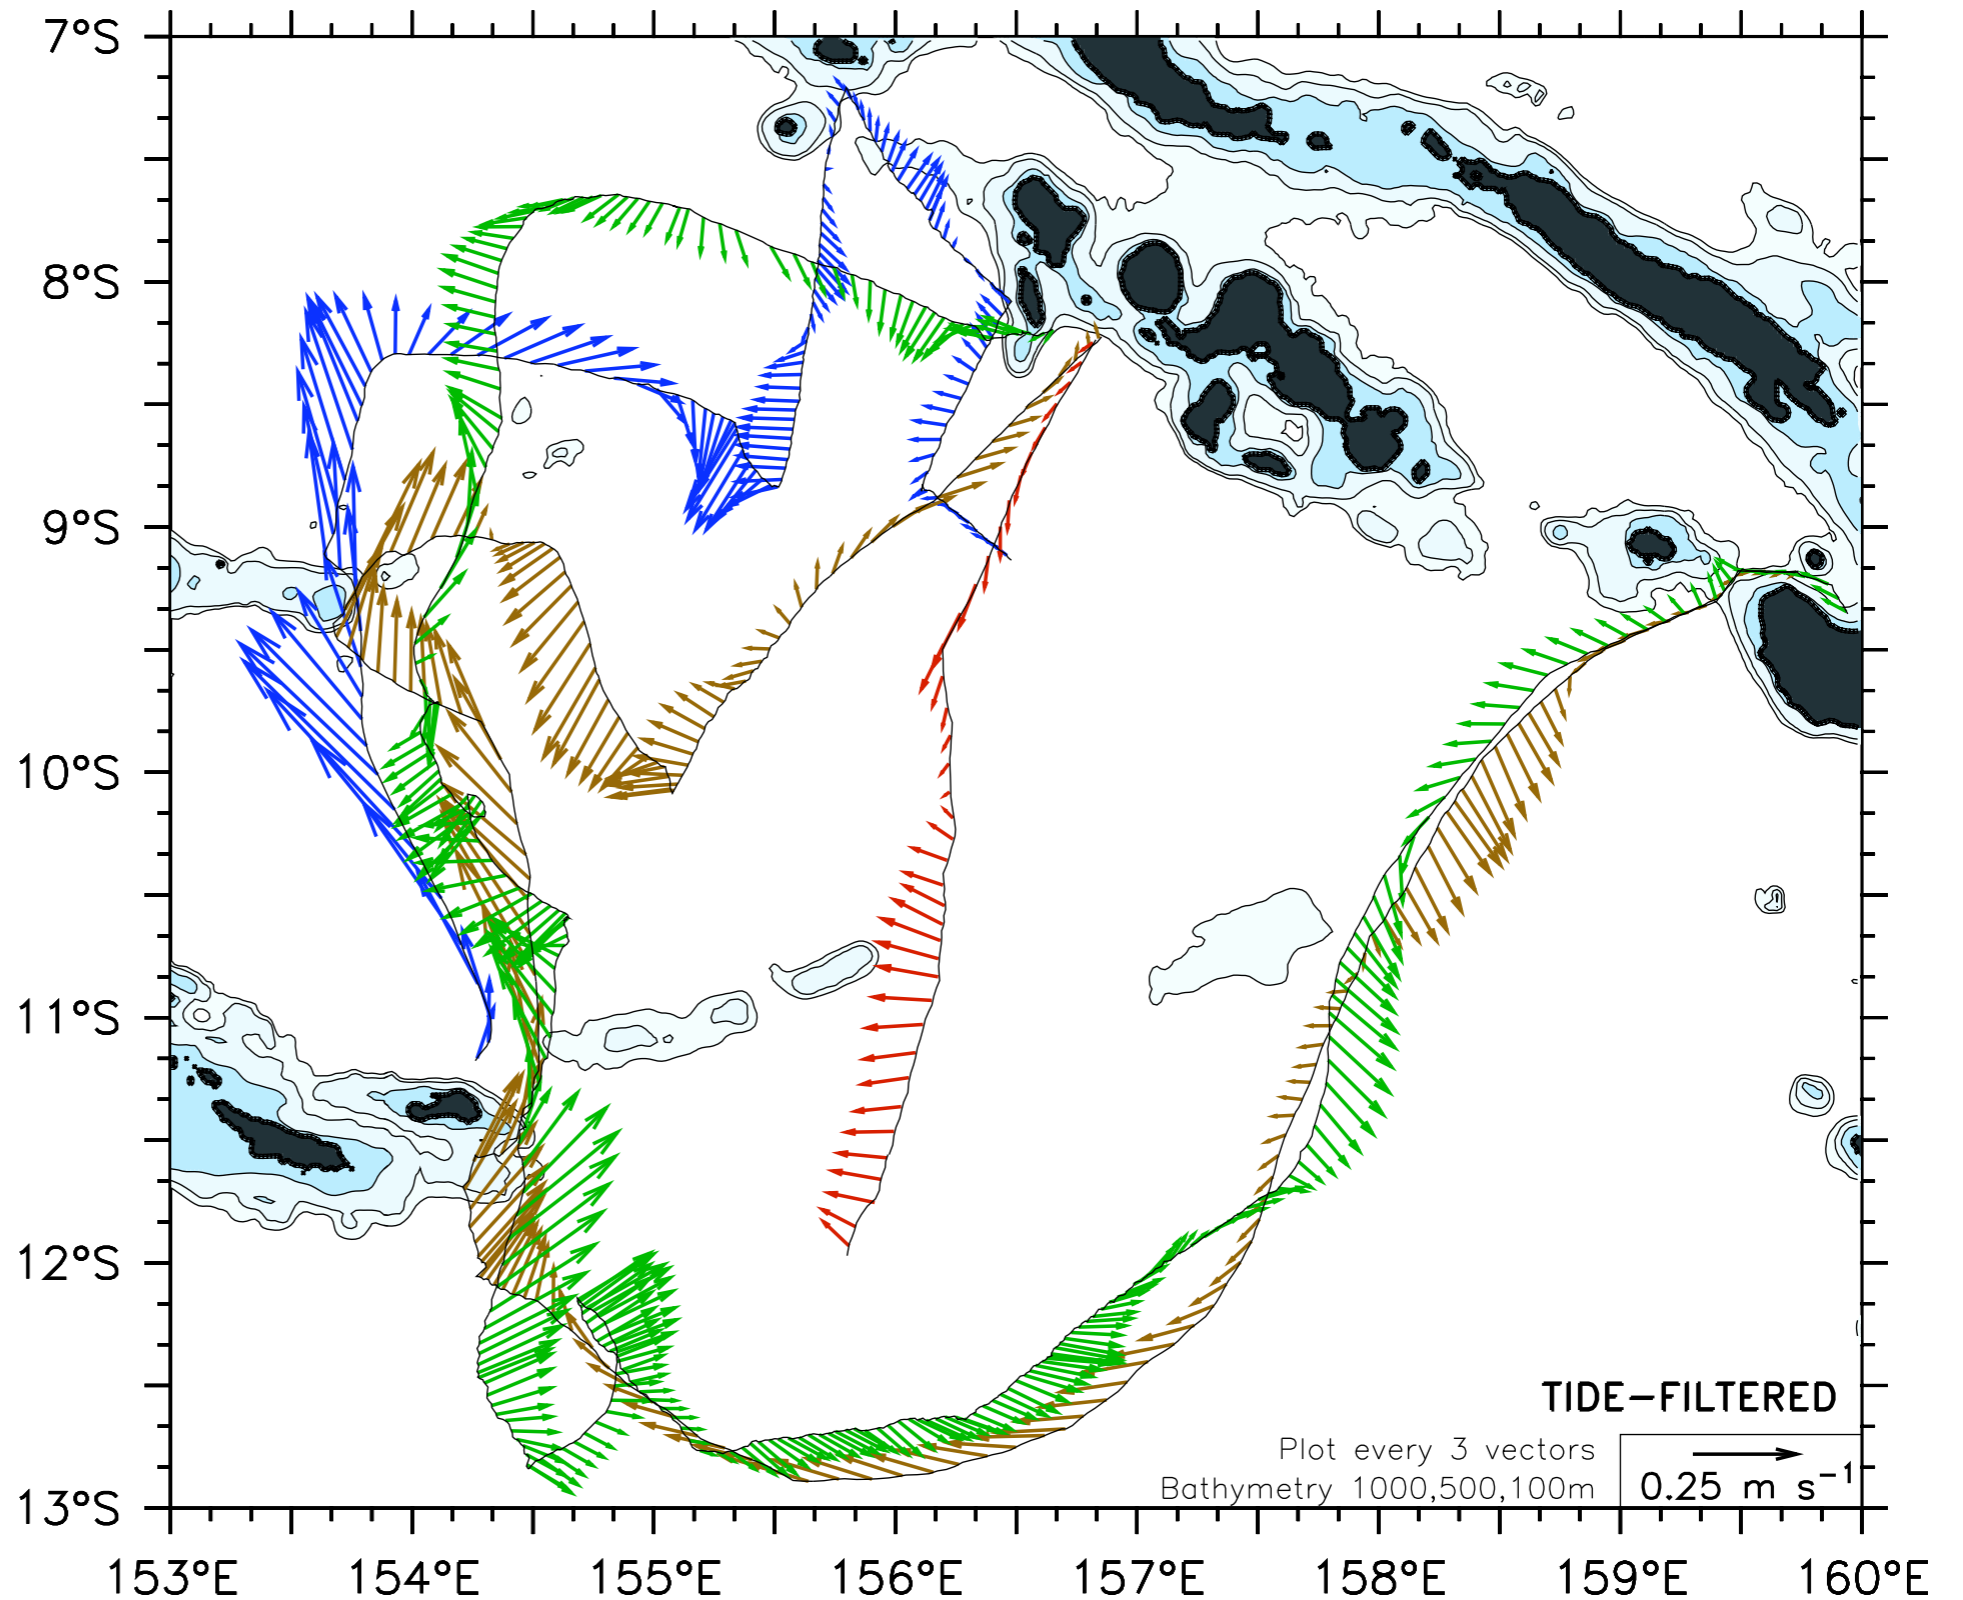 7°S
8°S
9°S
10°S
11°S
12°S
13°S
TIDE-FILTERED
Plot every 3 vectors
Bathymetry 1000,500,100m
0.25 m s⁻¹
153°E 154°E 155°E 156°E 157°E 158°E 159°E 160°E